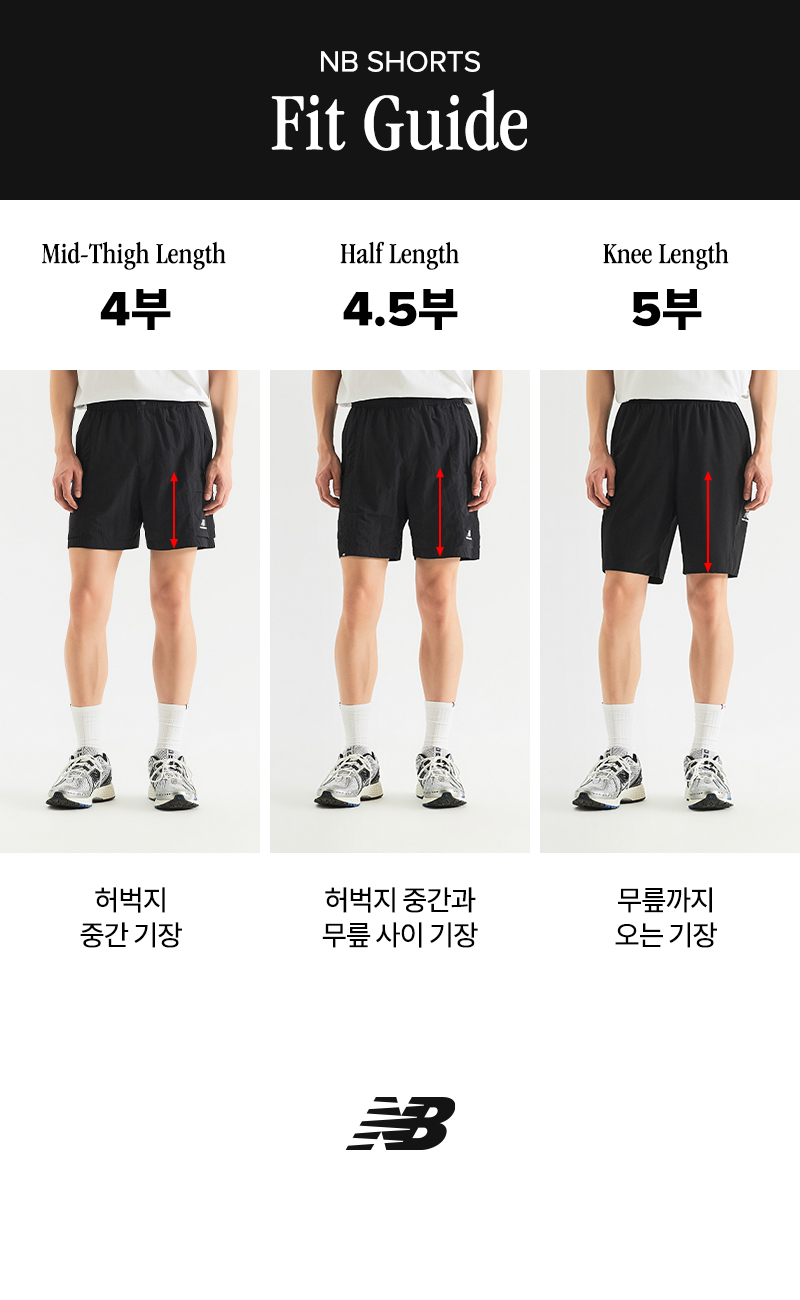 NB SHORTS
Fit Guide
Mid-Thigh Length
4부
Half Length
4.5부
Knee Length
5부
허벅지
중간 기장
허벅지 중간과
무릎 사이 기장
무릎까지
오는 기장
NB